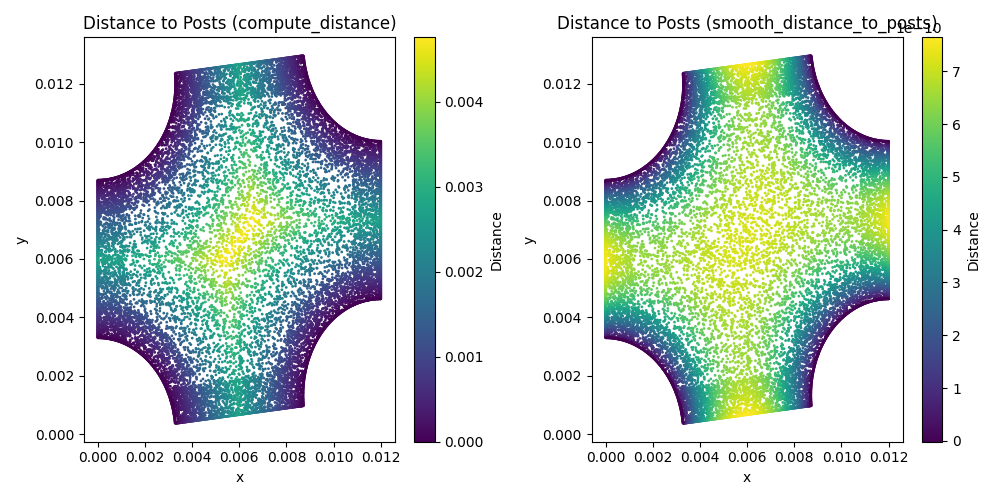 Distance to Posts (compute_distance)
0.012
0.010
0.008
0.006
0.004
0.002
0.000
y
0.000 0.002 0.004 0.006 0.008 0.010 0.012
x
0.004
0.003
0.002
0.001
0.000
Distance
Distance to Posts (smooth_distance_to_posts)
1e−10
0.012
0.010
0.008
0.006
0.004
0.002
0.000
y
0.000 0.002 0.004 0.006 0.008 0.010 0.012
x
7
6
5
4
3
2
1
0
Distance